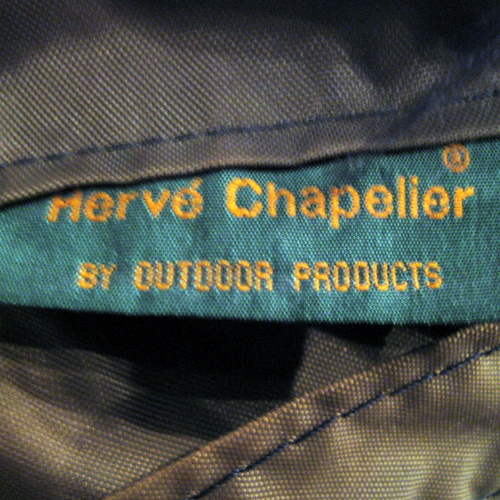 Hervé Chapelier®
BY OUTDOOR PRODUCTS